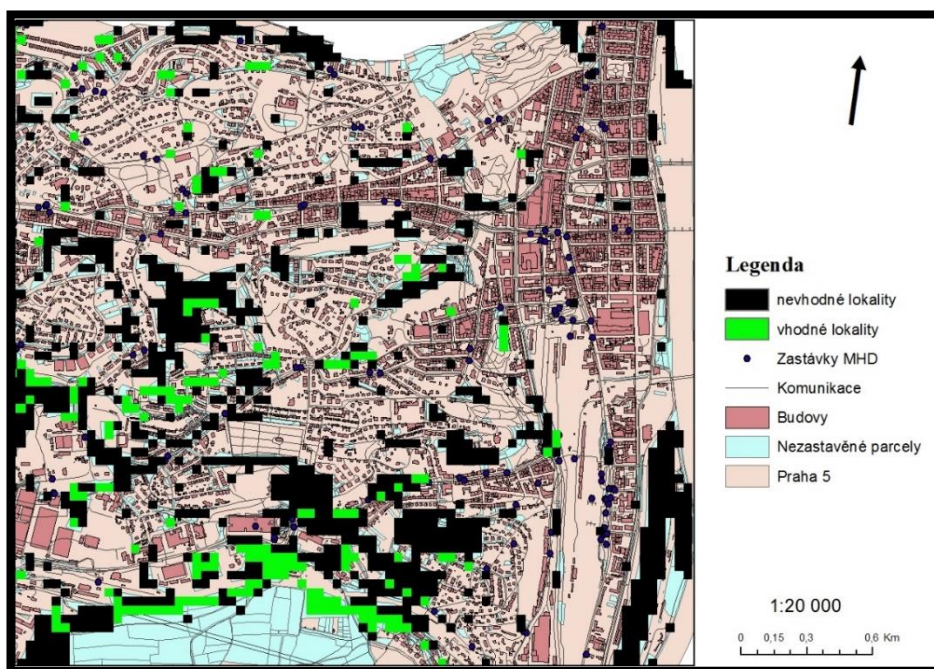 Legenda
nevhodné lokality
vhodné lokality
Zastávky MHD
Komunikace
Budovy
Nezastavěné parcely
Praha 5
1:20 000
0 0,15 0,3 0,6 Km